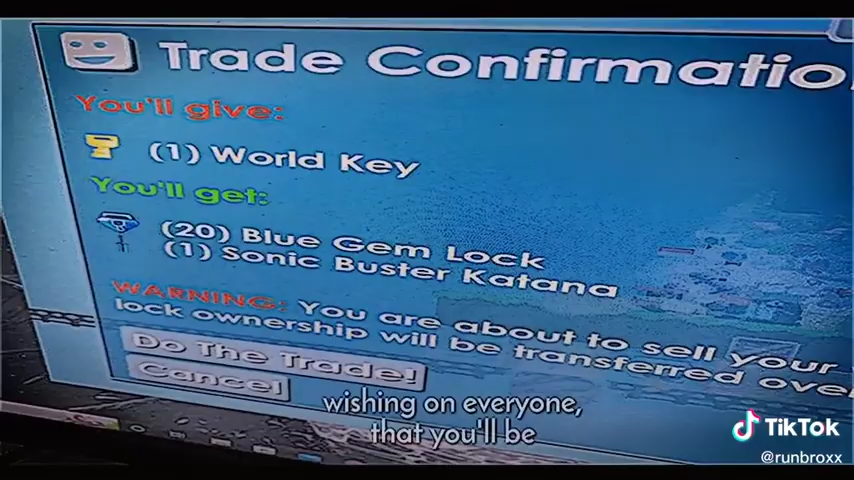 Trade Confirmatio
You'll give:
(1) World Key
You'll get:
(20) Blue Gem Lock
(1) Sonic Buster Katana
WARNING: You are about to sell your
lock ownership will be transferred ove
Do The Trade!
Cancel
wishing on everyone,
that you'll be
TikTok
@runbroxx